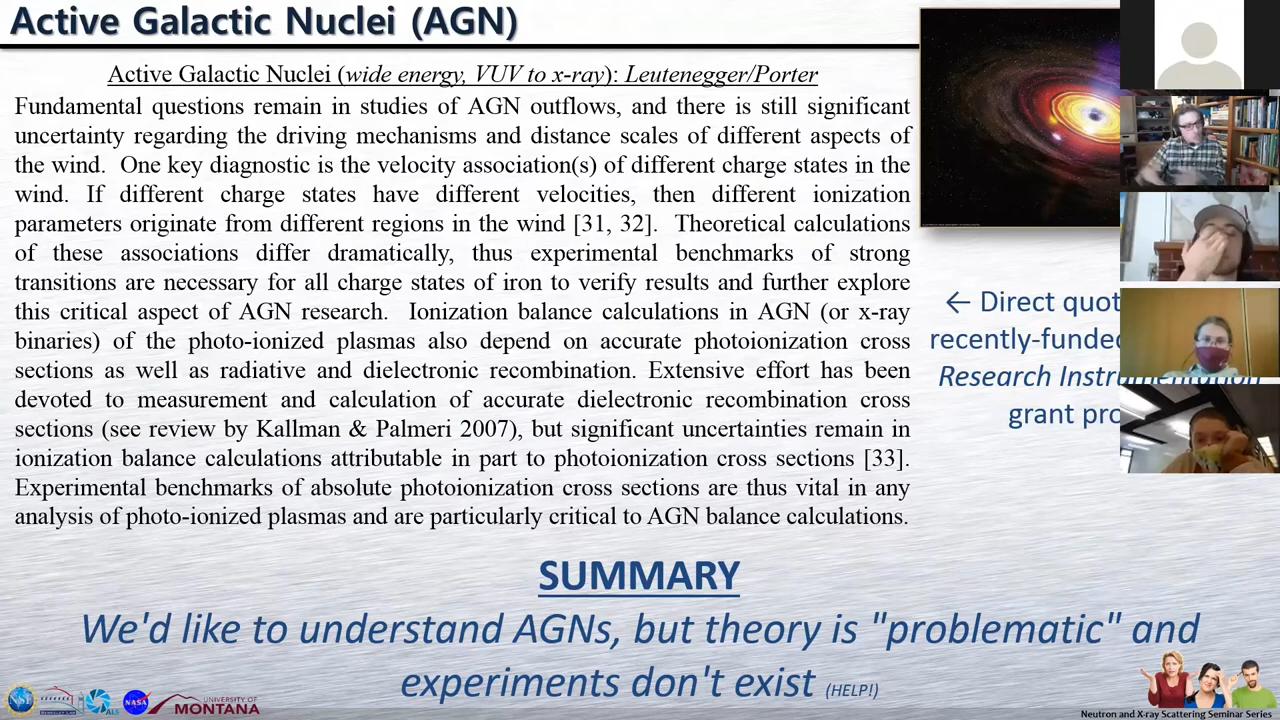 Active Galactic Nuclei (AGN)
Active Galactic Nuclei (wide energy, VUV to x-ray): Leutenegger/Porter
Fundamental questions remain in studies of AGN outflows, and there is still significant
uncertainty regarding the driving mechanisms and distance scales of different aspects of
the wind. One key diagnostic is the velocity association(s) of different charge states in the
wind. If different charge states have different velocities, then different ionization
parameters originate from different regions in the wind [31, 32]. Theoretical calculations
of these associations differ dramatically, thus experimental benchmarks of strong
transitions are necessary for all charge states of iron to verify results and further explore
this critical aspect of AGN research. Ionization balance calculations in AGN (or x-ray
binaries) of the photo-ionized plasmas also depend on accurate photoionization cross
sections as well as radiative and dielectronic recombination. Extensive effort has been
devoted to measurement and calculation of accurate dielectronic recombination cross
sections (see review by Kallman & Palmeri 2007), but significant uncertainties remain in
ionization balance calculations attributable in part to photoionization cross sections [33].
Experimental benchmarks of absolute photoionization cross sections are thus vital in any
analysis of photo-ionized plasmas and are particularly critical to AGN balance calculations.
← Direct quot
recently-funde
Research Instrumentation
grant pro
SUMMARY
We'd like to understand AGNs, but theory is "problematic" and
experiments don't exist (HELP!)
NSF
ALS
NASA
UNIVERSITY OF
MONTANA
Neutron and X-ray Scattering Seminar Series